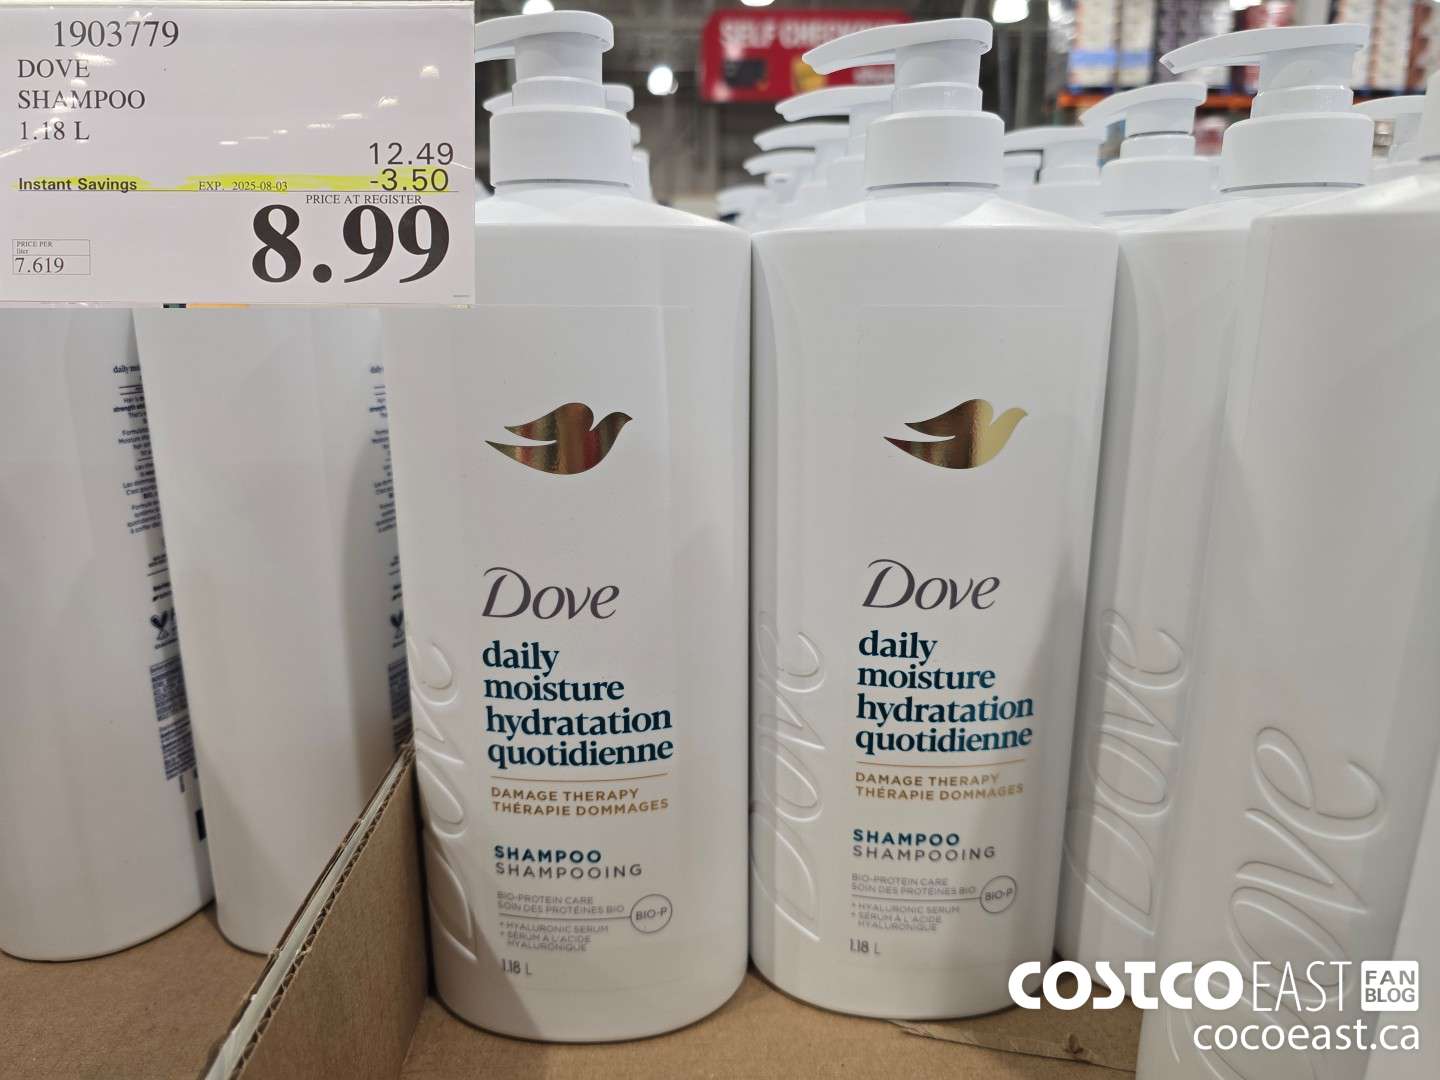 1903779
DOVE
SHAMPOO
1.18 L
12.49
Instant Savings EXP. 2025-08-03 -3.50
PRICE AT REGISTER
8.99
PRICE PER
liter
7.619
SELF CHECKOUT
Dove
daily
moisture
hydratation
quotidienne
DAMAGE THERAPY
THÉRAPIE DOMMAGES
SHAMPOO
SHAMPOOING
BIO-PROTEIN CARE
SOIN DES PROTÉINES BIO
BIO-P
+ HYALURONIC SERUM
+ SÉRUM À L'ACIDE
HYALURONIQUE
1.18 L
Dove
daily
moisture
hydratation
quotidienne
DAMAGE THERAPY
THÉRAPIE DOMMAGES
SHAMPOO
SHAMPOOING
BIO-PROTEIN CARE
SOIN DES PROTÉINES BIO
BIO-P
+ HYALURONIC SERUM
+ SÉRUM À L'ACIDE
HYALURONIQUE
1.18 L
Dove
Dove
Dove
Dove
COSTCO EAST FAN BLOG
cocoeast.ca